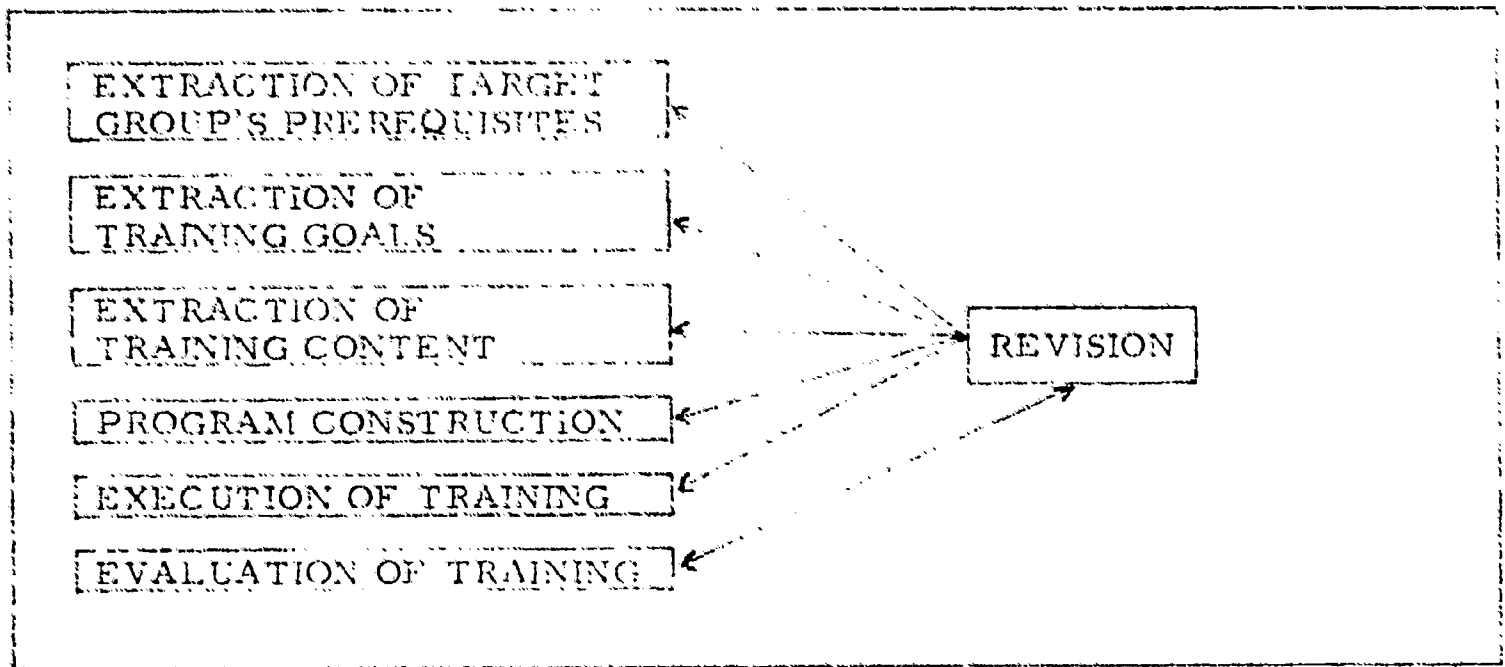 EXTRACTION OF TARGET
GROUP'S PREREQUISITES
EXTRACTION OF
TRAINING GOALS
EXTRACTION OF
TRAINING CONTENT
REVISION
PROGRAM CONSTRUCTION
EXECUTION OF TRAINING
EVALUATION OF TRAINING